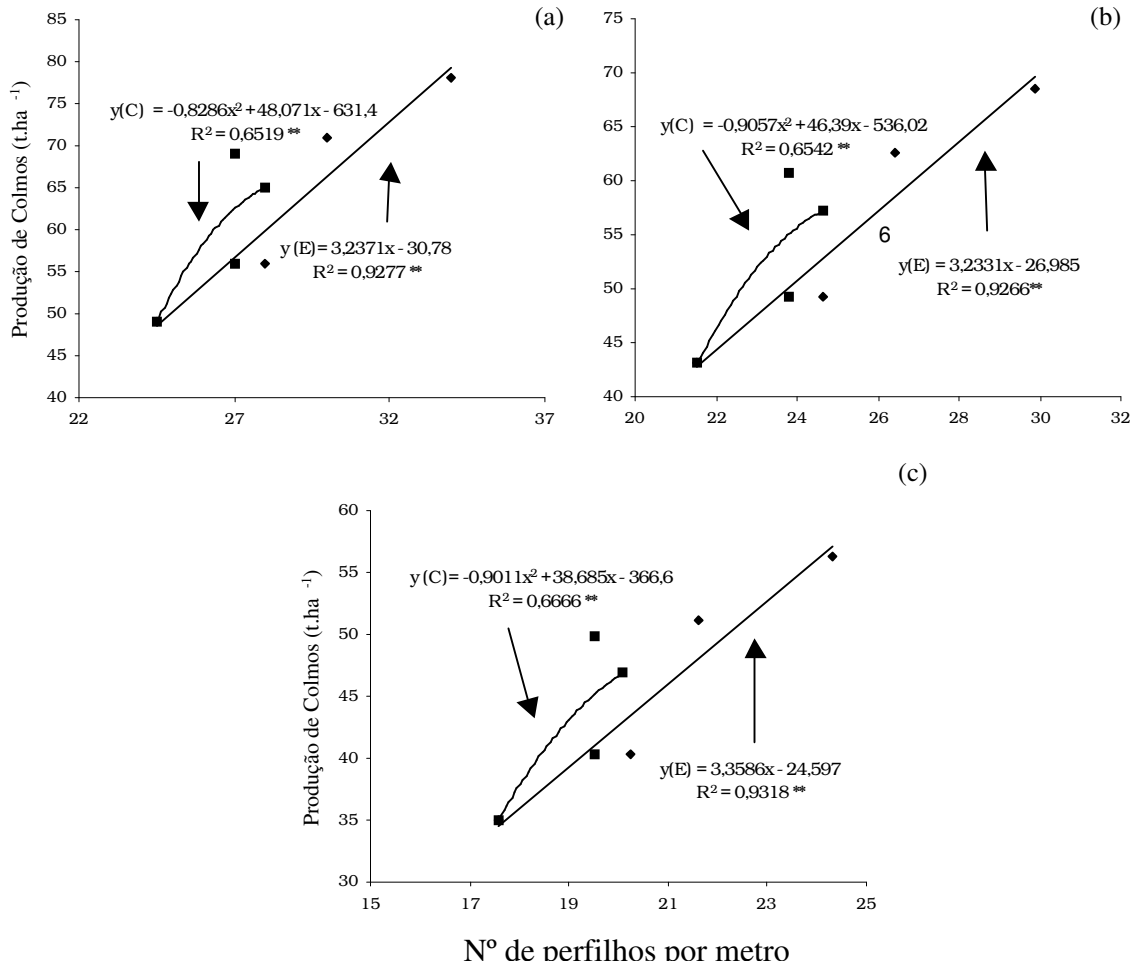 (a)
Produção de Colmos (t.ha -1)
85
80
75
70
65
60
55
50
45
40
22
27
32
37
y(C) = -0,8286x² + 48,071x - 631,4
R² = 0,6519 **
y (E) = 3,2371x - 30,78
R² = 0,9277 **
(b)
75
70
65
60
55
50
45
40
20
22
24
26
28
30
32
y(C) = -0,9057x² + 46,39x - 536,02
R² = 0,6542 **
6
y(E) = 3,2331x - 26,985
R² = 0,9266**
(c)
Produção de Colmos (t.ha -1)
60
55
50
45
40
35
30
15
17
19
21
23
25
y (C) = -0,9011x² + 38,685x - 366,6
R² = 0,6666 **
y(E) = 3,3586x - 24,597
R² = 0,9318 **
Nº de perfilhos por metro